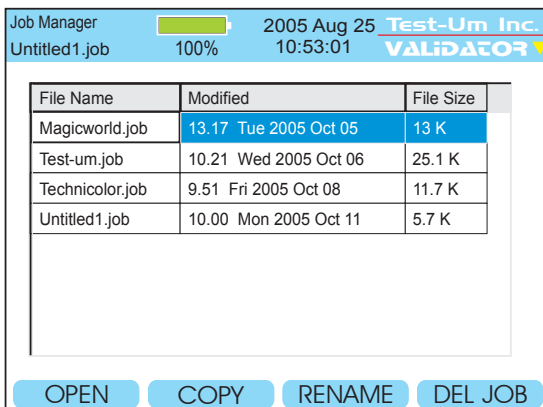 Job Manager 2005 Aug 25 Test-Um Inc.
Untitled1.job 100% 10:53:01 VALIDATOR
File Name Modified File Size
Magicworld.job 13.17 Tue 2005 Oct 05 13 K
Test-um.job 10.21 Wed 2005 Oct 06 25.1 K
Technicolor.job 9.51 Fri 2005 Oct 08 11.7 K
Untitled1.job 10.00 Mon 2005 Oct 11 5.7 K
OPEN COPY RENAME DEL JOB